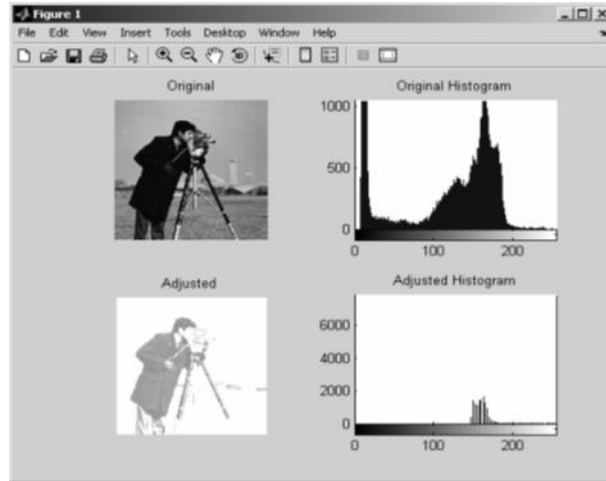 Figure 1
File Edit View Insert Tools Desktop Window Help
Original
Original Histogram
1000
500
0
0 100 200
Adjusted
Adjusted Histogram
6000
4000
2000
0
0 100 200